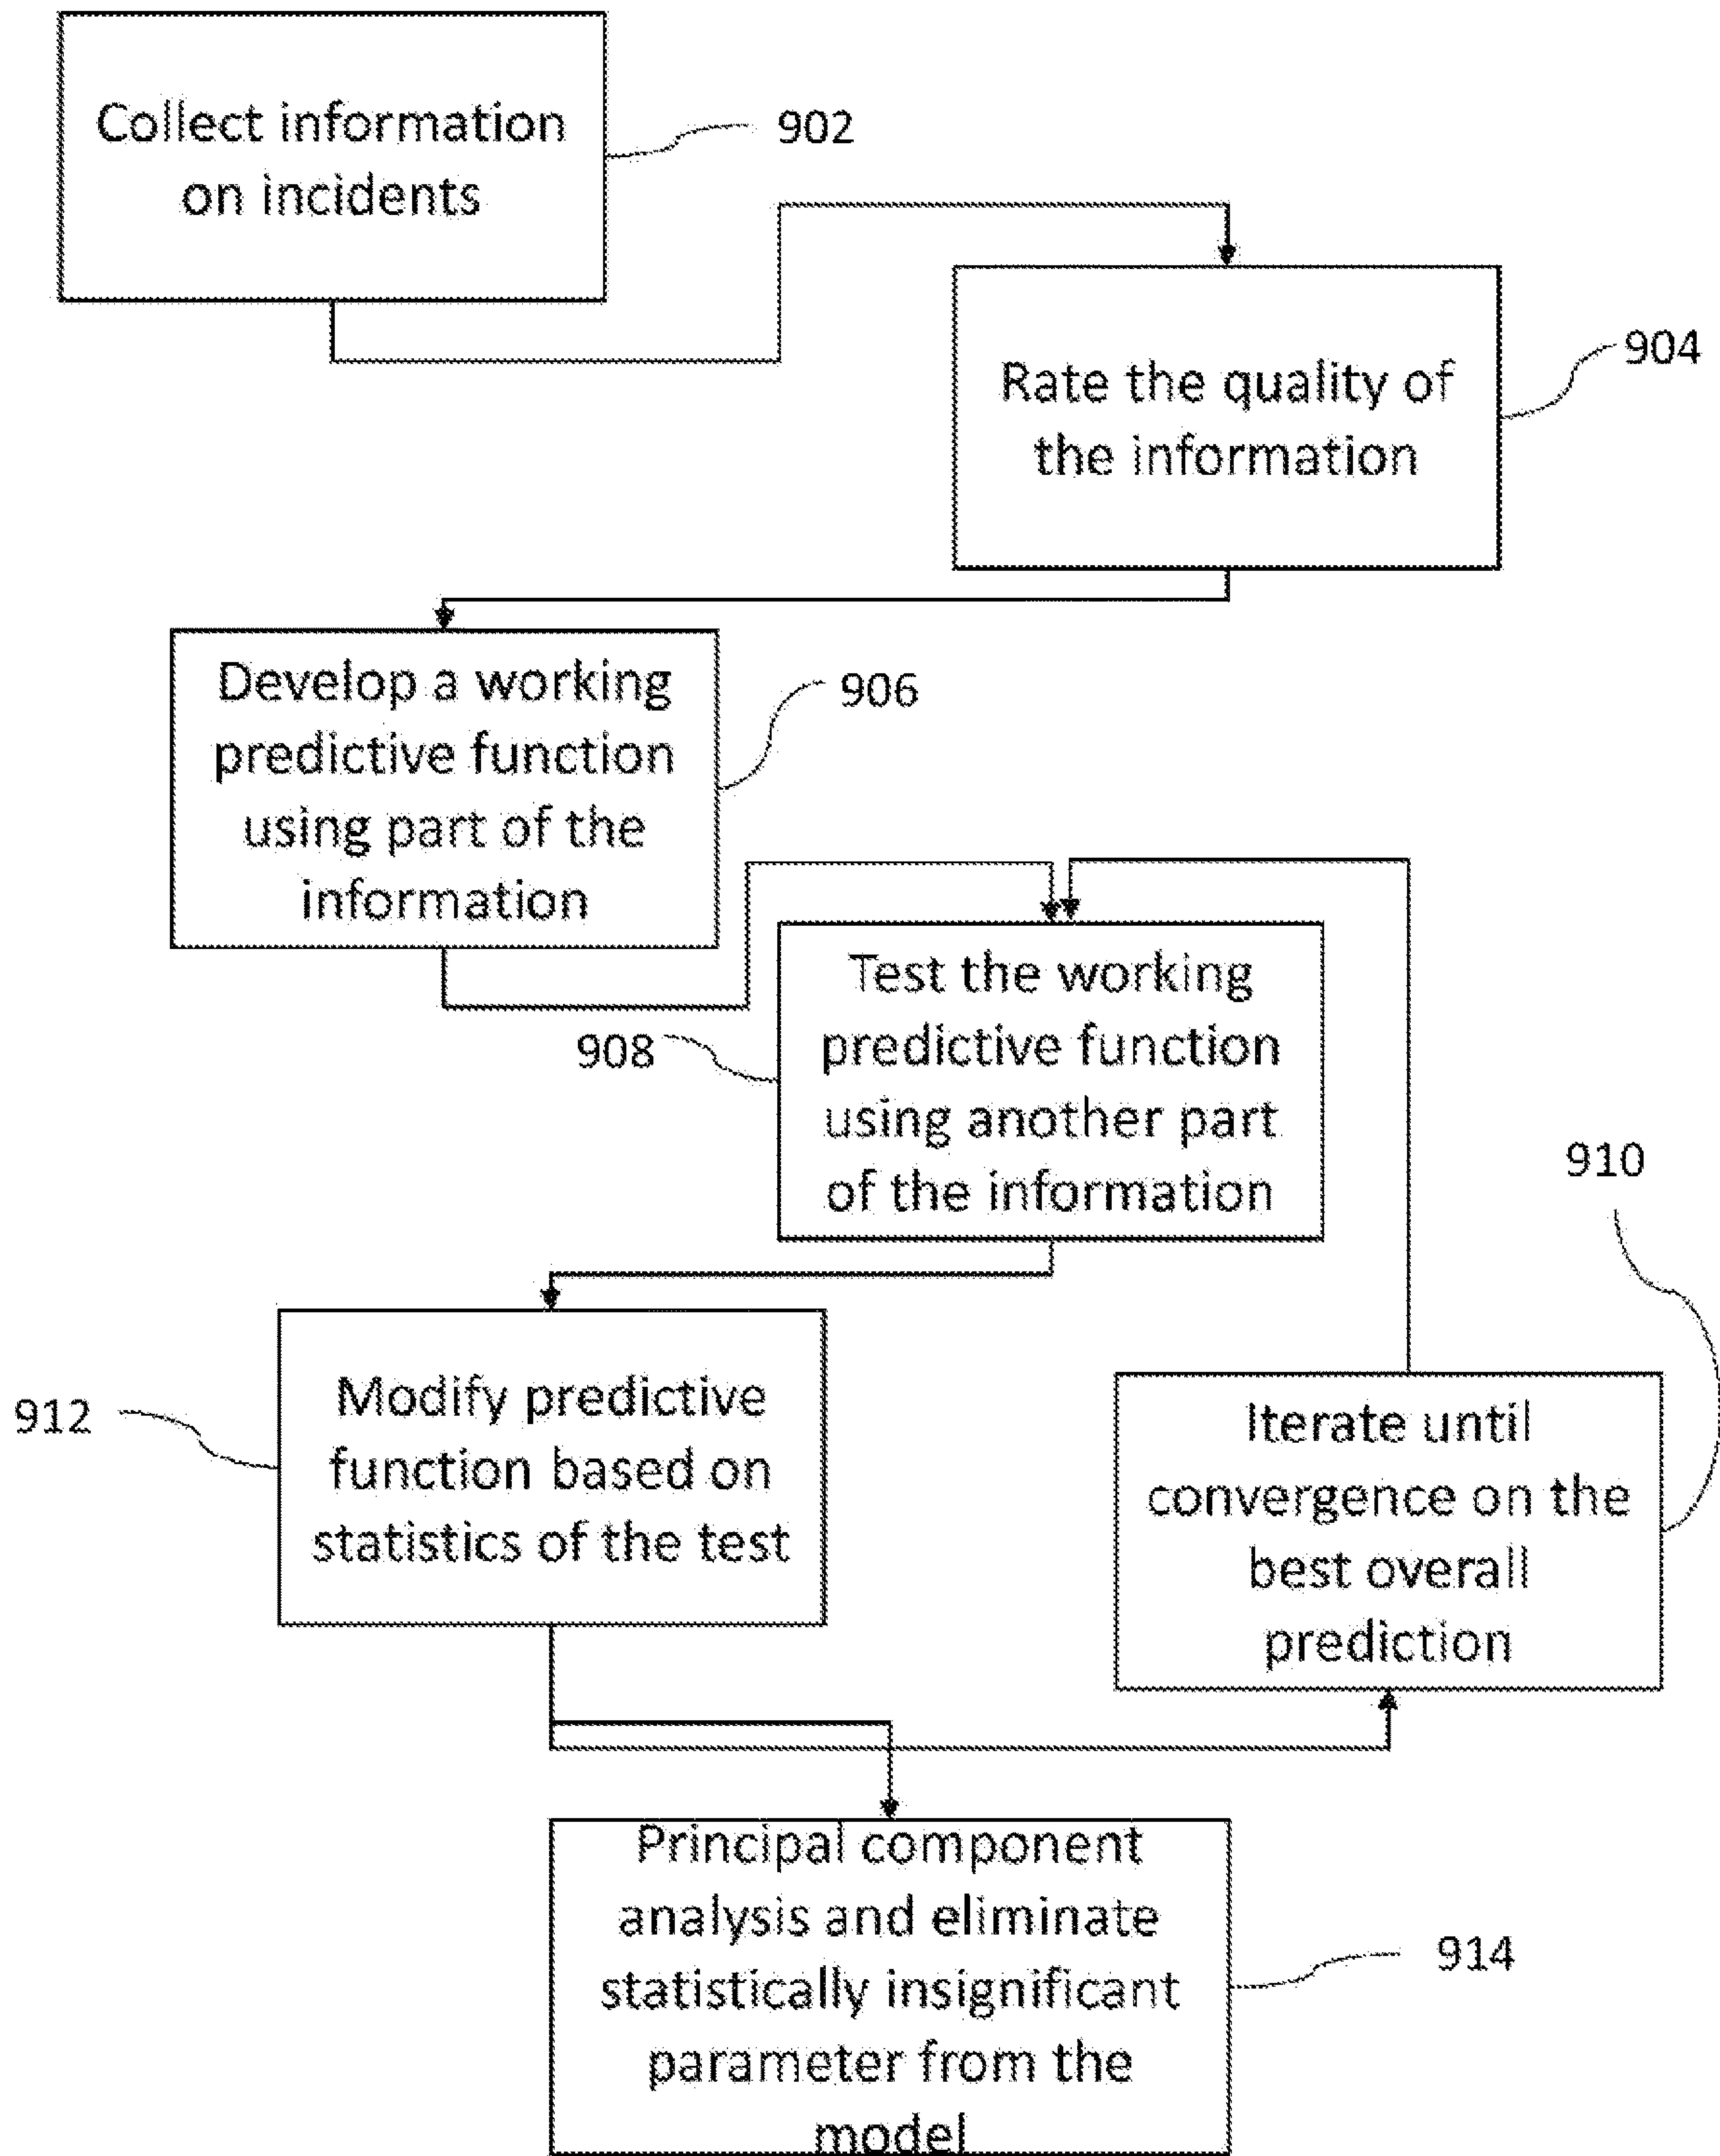 Collect information
on incidents
902
Rate the quality of
the information
904
Develop a working
predictive function
using part of the
information
906
Test the working
predictive function
using another part
of the information
908
910
Modify predictive
function based on
statistics of the test
912
Iterate until
convergence on the
best overall
prediction
Principal component
analysis and eliminate
statistically insignificant
parameter from the
model
914